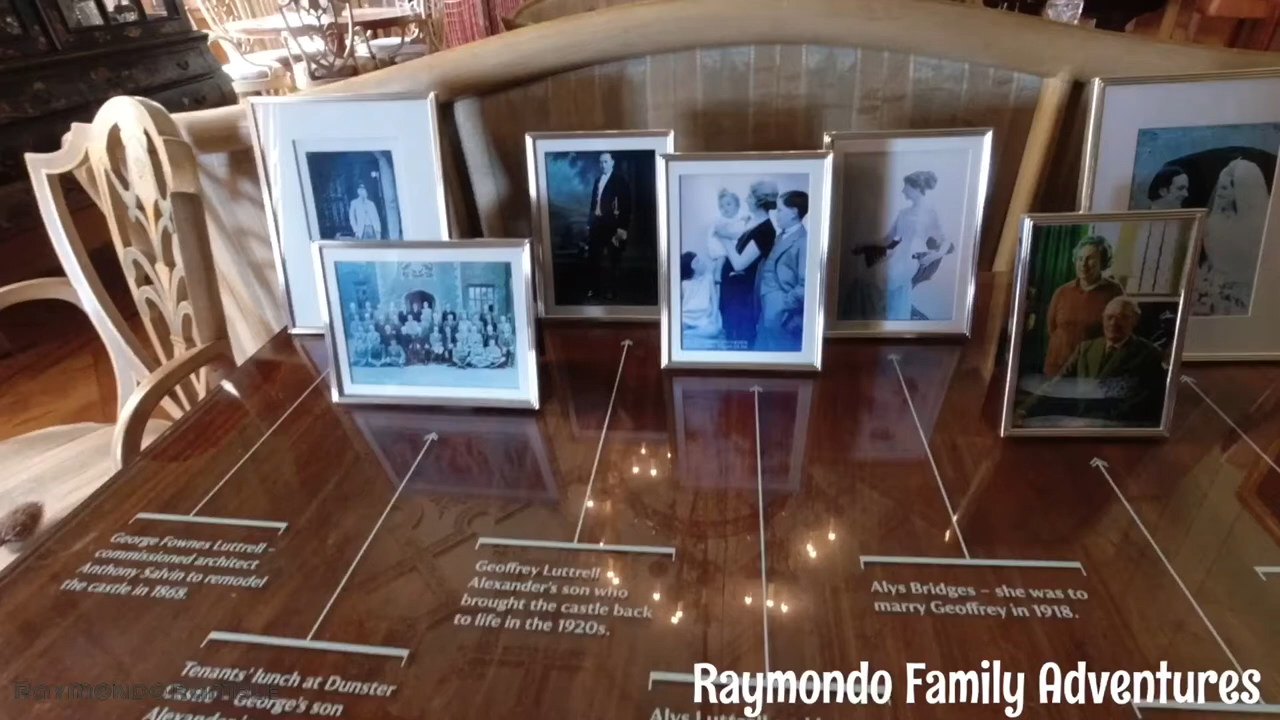 George Fownes Luttrell –
commissioned architect
Anthony Salvin to remodel
the castle in 1868.
Geoffrey Luttrell
Alexander's son who
brought the castle back
to life in the 1920s.
Alys Bridges – she was to
marry Geoffrey in 1918.
Tenants' lunch at Dunster
George's son
Alys
Raymondo Family Adventures